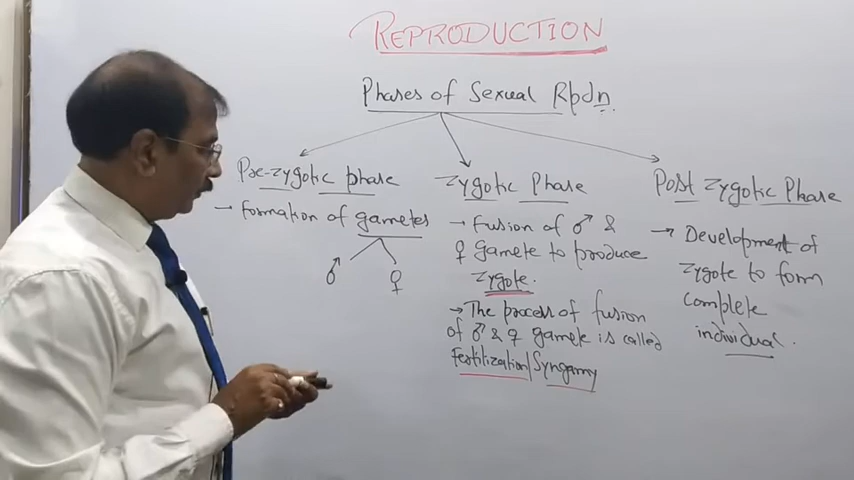 REPRODUCTION
Phases of Sexual Rpdn.
Pre-zygotic phase
→ formation of gametes
♂ ♀
Zygotic Phase
→ Fusion of ♂ &
♀ gamete to produce
zygote.
→ The process of fusion
of ♂ & ♀ gamete is called
fertilization/Syngamy
Post Zygotic Phase
→ Development of
zygote to form
complete
individual.